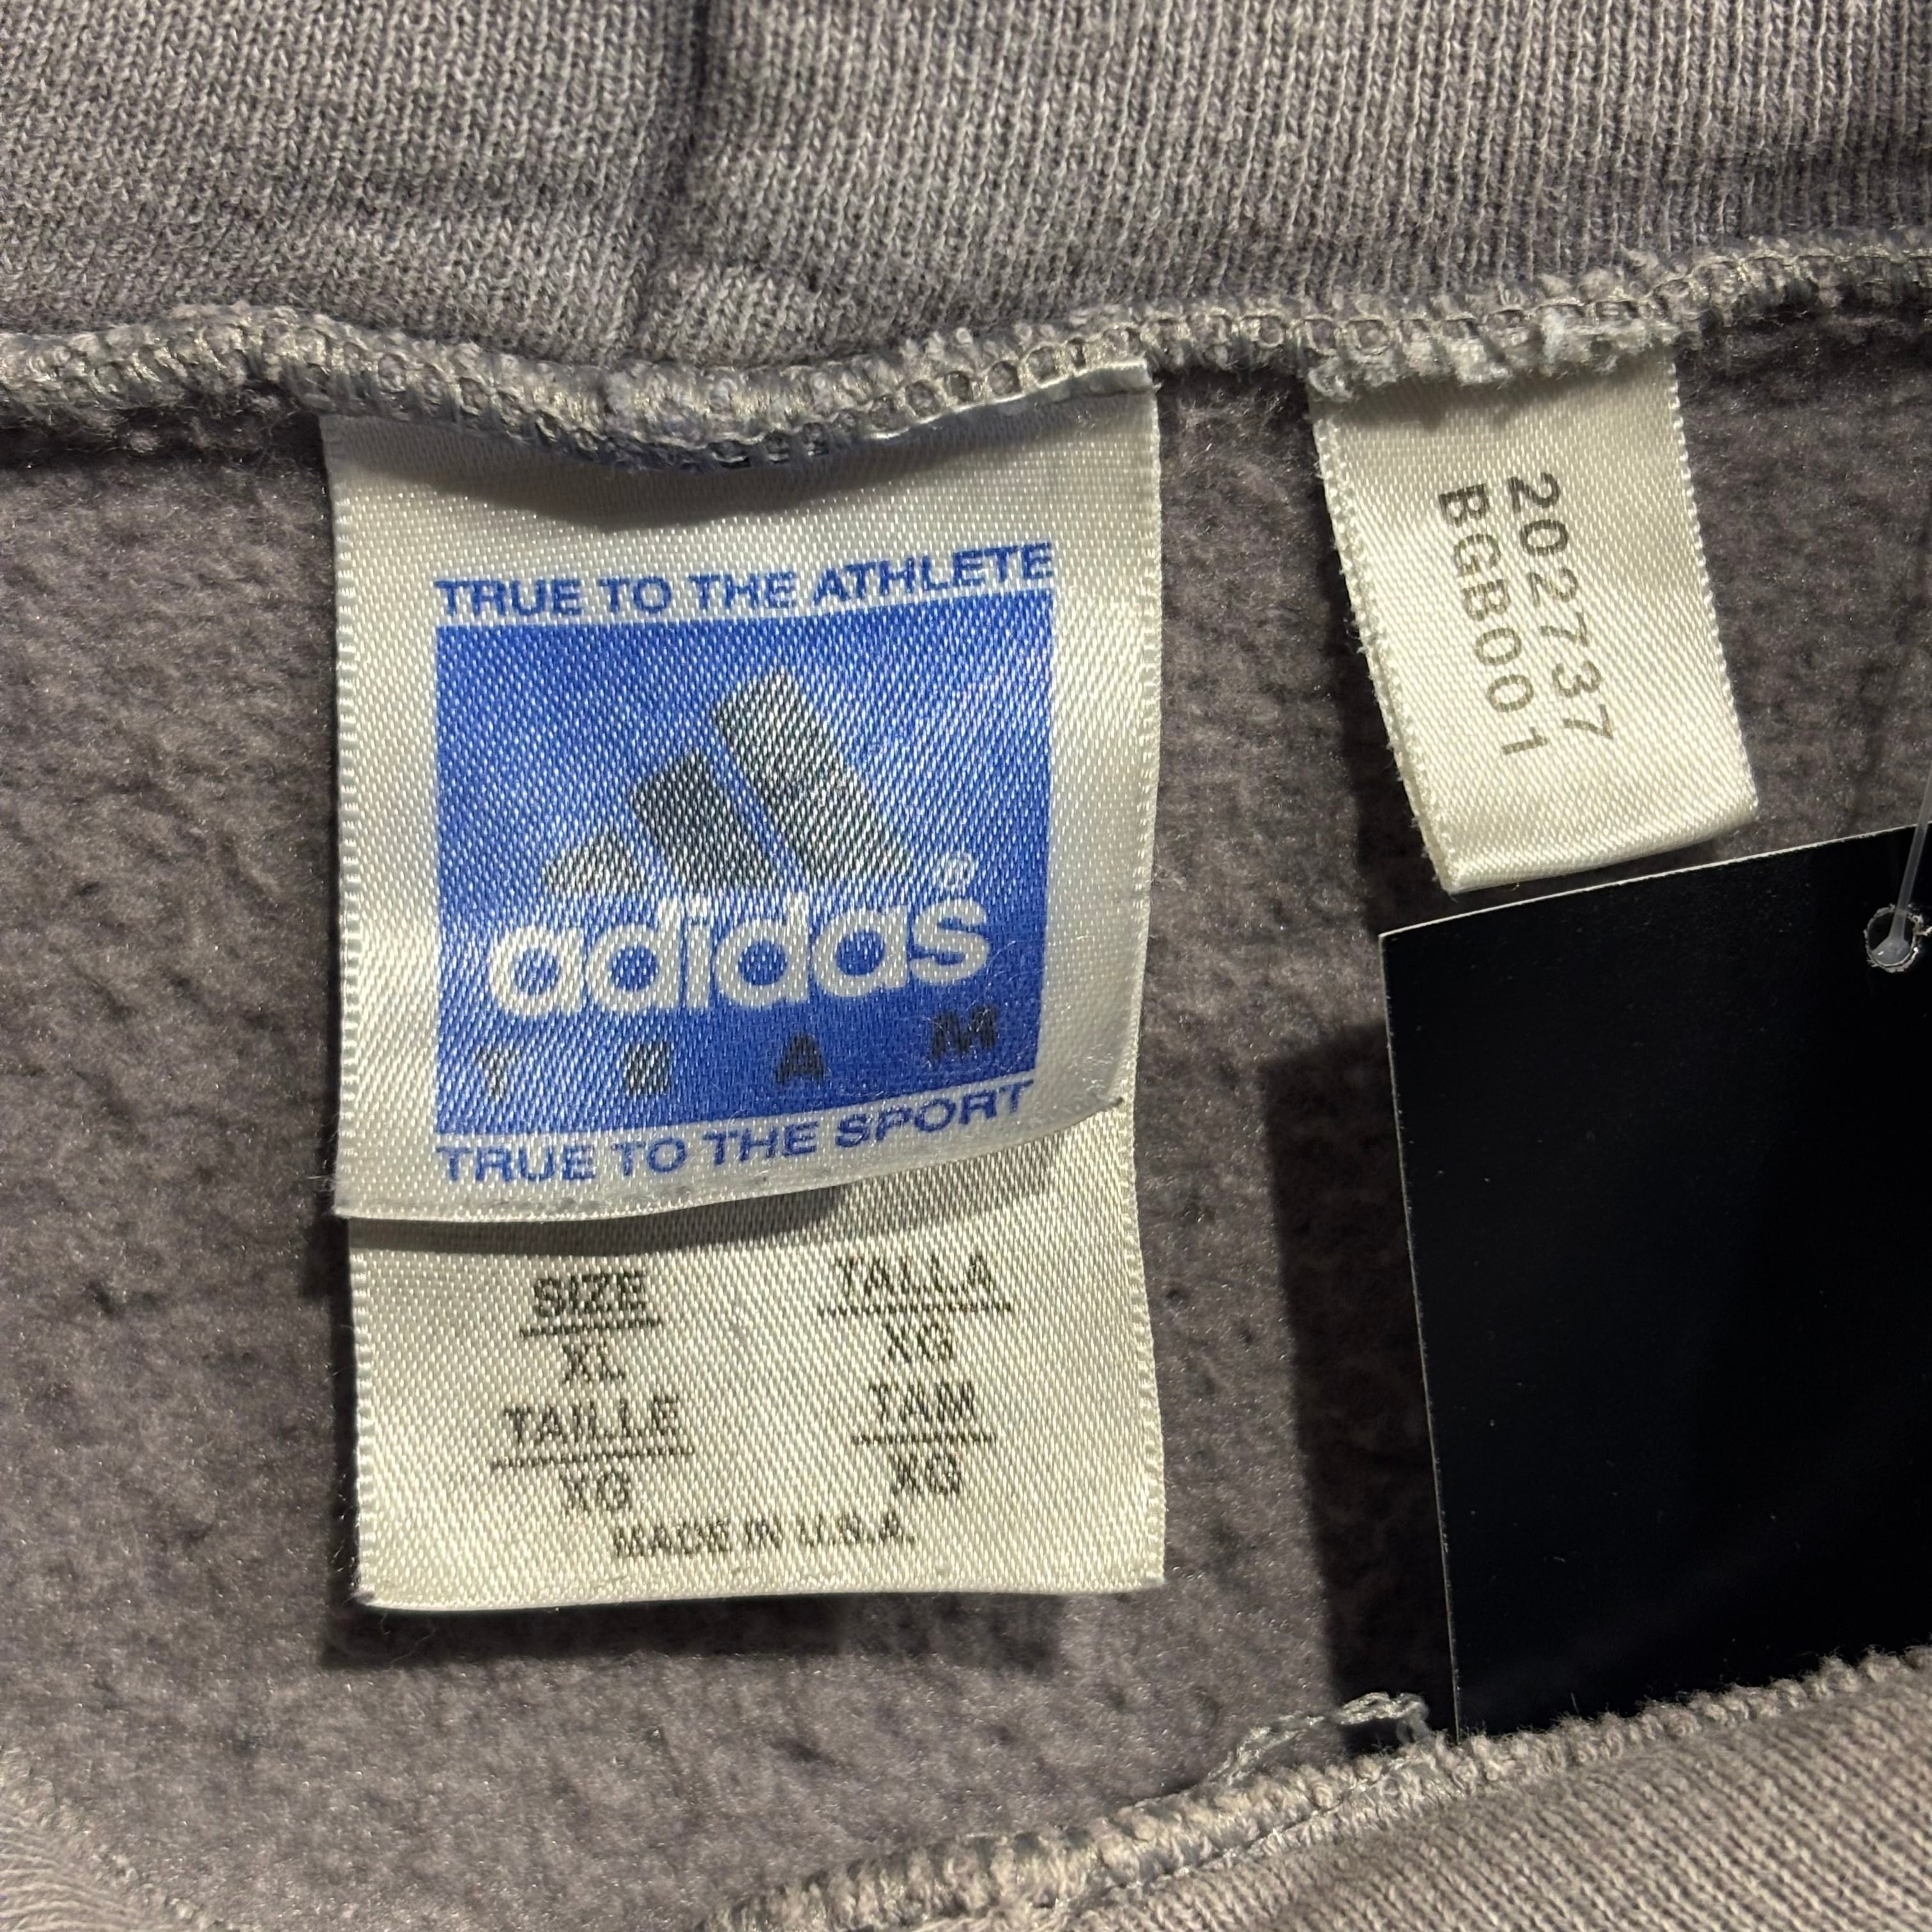 TRUE TO THE ATHLETE
adidas®
TEAM
TRUE TO THE SPORT
SIZE
XL
TALLA
XG
TAILLE
XG
TAM
XG
MADE IN U.S.A
202737
BGB001